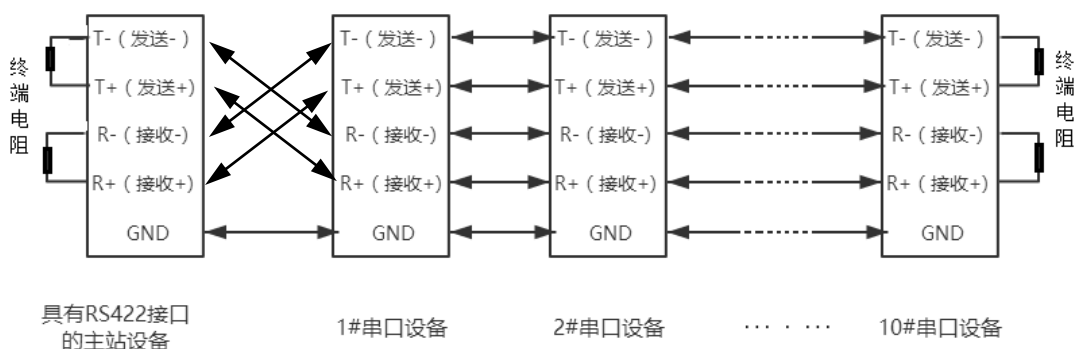 终端电阻
T-（发送-）
T+（发送+）
R-（接收-）
R+（接收+）
GND
T-（发送-）
T+（发送+）
R-（接收-）
R+（接收+）
GND
T-（发送-）
T+（发送+）
R-（接收-）
R+（接收+）
GND
T-（发送-）
T+（发送+）
R-（接收-）
R+（接收+）
GND
终端电阻
具有RS422接口
的主站设备
1#串口设备
2#串口设备
··· ···
10#串口设备